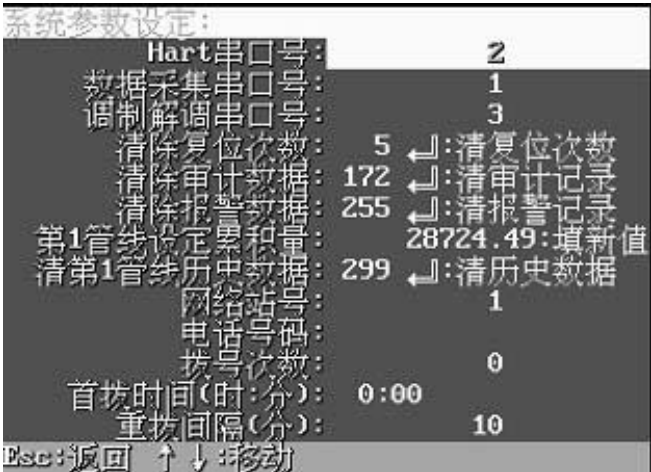 系统参数设定:
Hart串口号: 2
数据采集串口号: 1
调制解调串口号: 3
清除复位次数: 5 ↵:清复位次数
清除审计数据: 172 ↵:清审计记录
清除报警数据: 255 ↵:清报警记录
第1管线设定累积量: 28724.49:填新值
清第1管线历史数据: 299 ↵:清历史数据
网络站号: 1
电话号码:
拨号次数: 0
首拨时间(时:分): 0:00
重拨间隔(分): 10
Esc:返回 ↑↓:移动